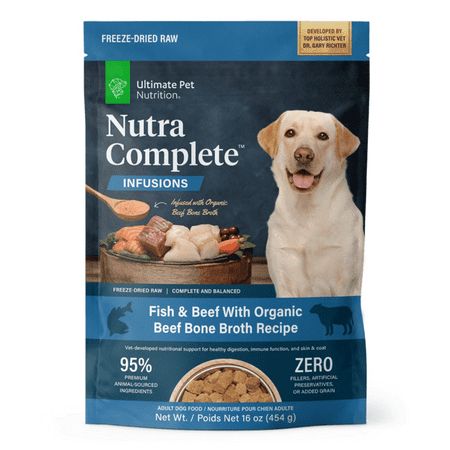 FREEZE-DRIED RAW
DEVELOPED BY
TOP HOLISTIC VET
DR. GARY RICHTER
Ultimate Pet
Nutrition®
Nutra
Complete™
INFUSIONS
Infused with Organic
Beef Bone Broth
FREEZE-DRIED RAW | COMPLETE AND BALANCED
Fish & Beef With Organic
Beef Bone Broth Recipe
Vet-developed nutritional support for healthy digestion, immune function, and skin & coat
95%
PREMIUM
ANIMAL-SOURCED
INGREDIENTS
ZERO
FILLERS, ARTIFICIAL
PRESERVATIVES,
OR ADDED GRAIN
ADULT DOG FOOD / NOURRITURE POUR CHIEN ADULTE
Net Wt. / Poids Net 16 oz (454 g)